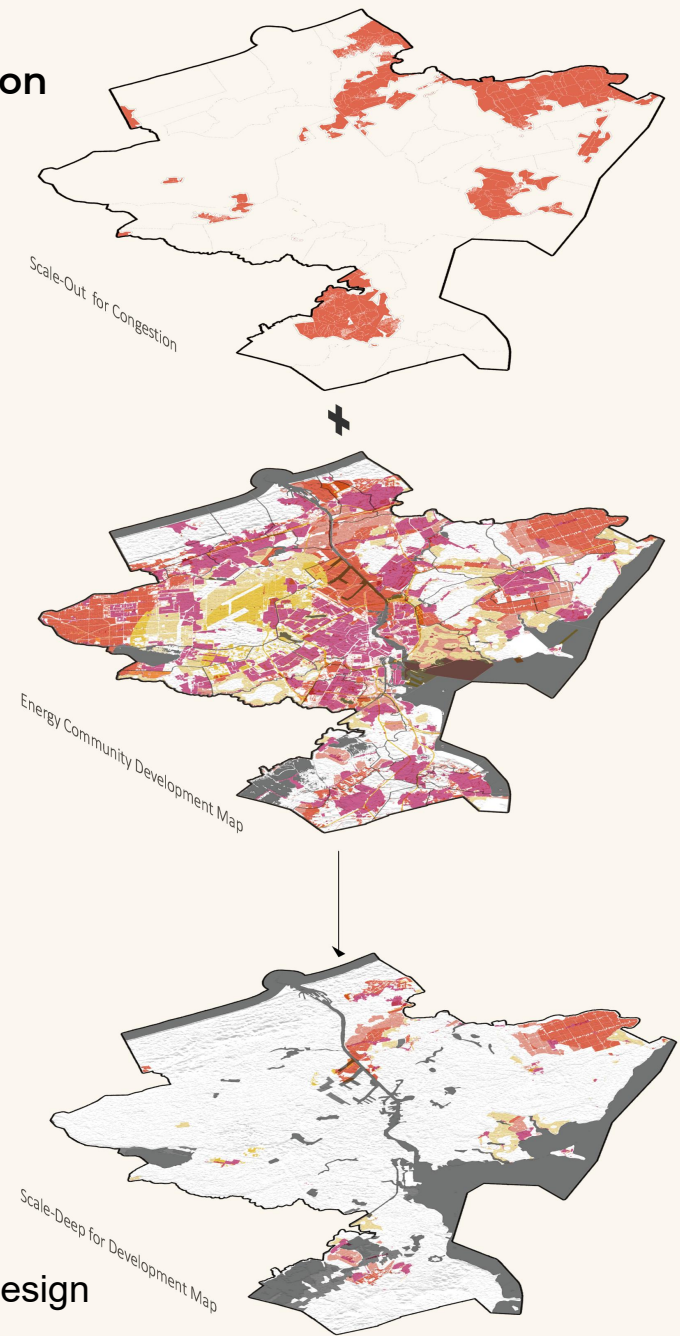 on
Scale-Out for Congestion
+
Energy Community Development Map
Scale-Deep for Development Map
esign